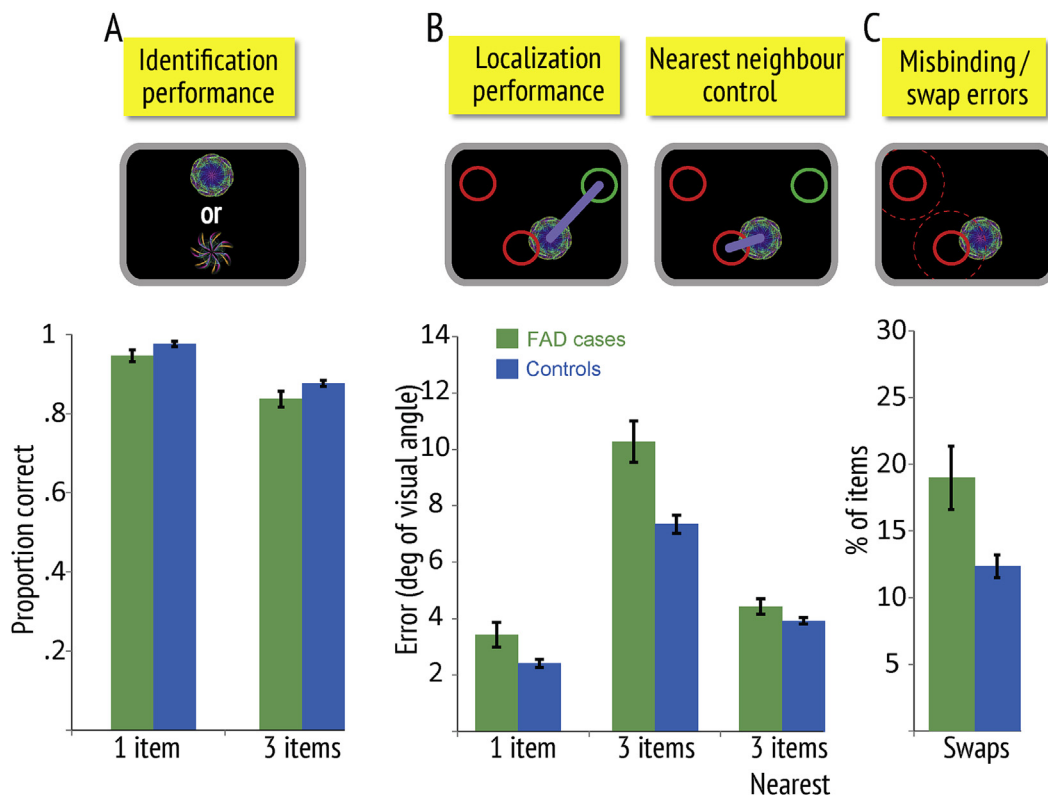 A
Identification
performance
or
1
.8
.6
.4
.2
Proportion correct
1 item
3 items
B
Localization
performance
Nearest neighbour
control
14
12
10
8
6
4
2
Error (deg of visual angle)
FAD cases
Controls
1 item
3 items
3 items
Nearest
C
Misbinding/
swap errors
30
25
20
15
10
5
% of items
Swaps